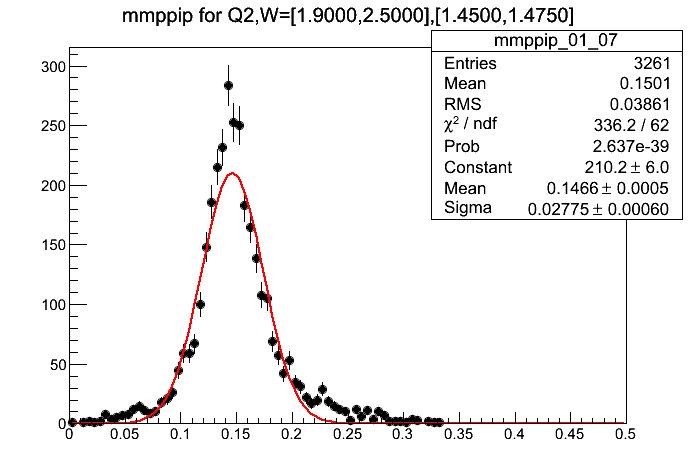 mmppip for Q2,W=[1.9000,2.5000],[1.4500,1.4750]
mmppip_01_07
Entries 3261
Mean 0.1501
RMS 0.03861
χ² / ndf 336.2 / 62
Prob 2.637e-39
Constant 210.2 ± 6.0
Mean 0.1466 ± 0.0005
Sigma 0.02775 ± 0.00060
300
250
200
150
100
50
0
0 0.05 0.1 0.15 0.2 0.25 0.3 0.35 0.4 0.45 0.5